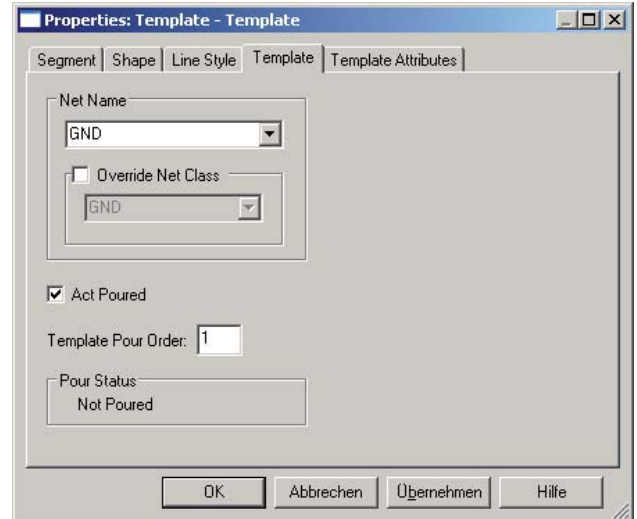 Properties: Template - Template
Segment Shape Line Style Template Template Attributes
Net Name
GND
Override Net Class
GND
Act Poured
Template Pour Order: 1
Pour Status
Not Poured
OK Abbrechen Übernehmen Hilfe